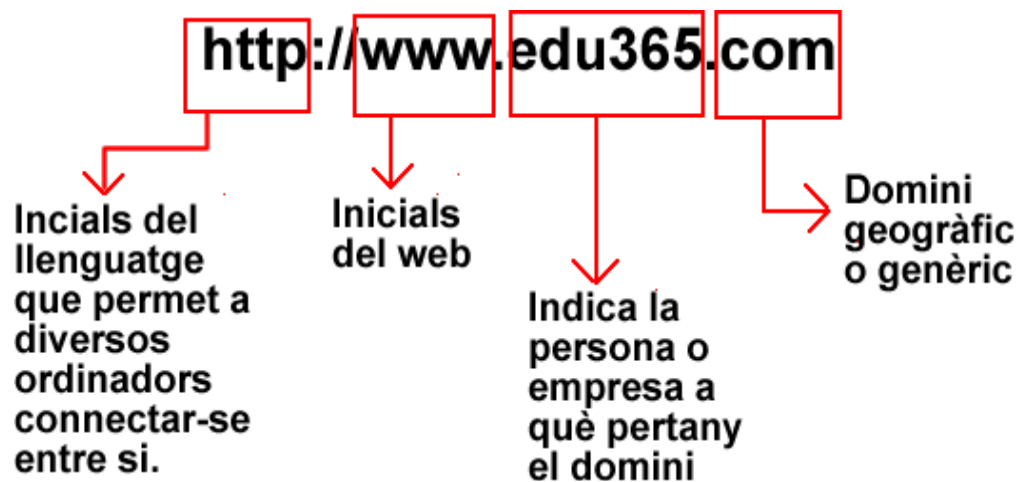 http://www.edu365.com
Incials del
llenguatge
que permet a
diversos
ordinadors
connectar-se
entre si.
Inicials
del web
Indica la
persona o
empresa a
què pertany
el domini
Domini
geogràfic
o genèric